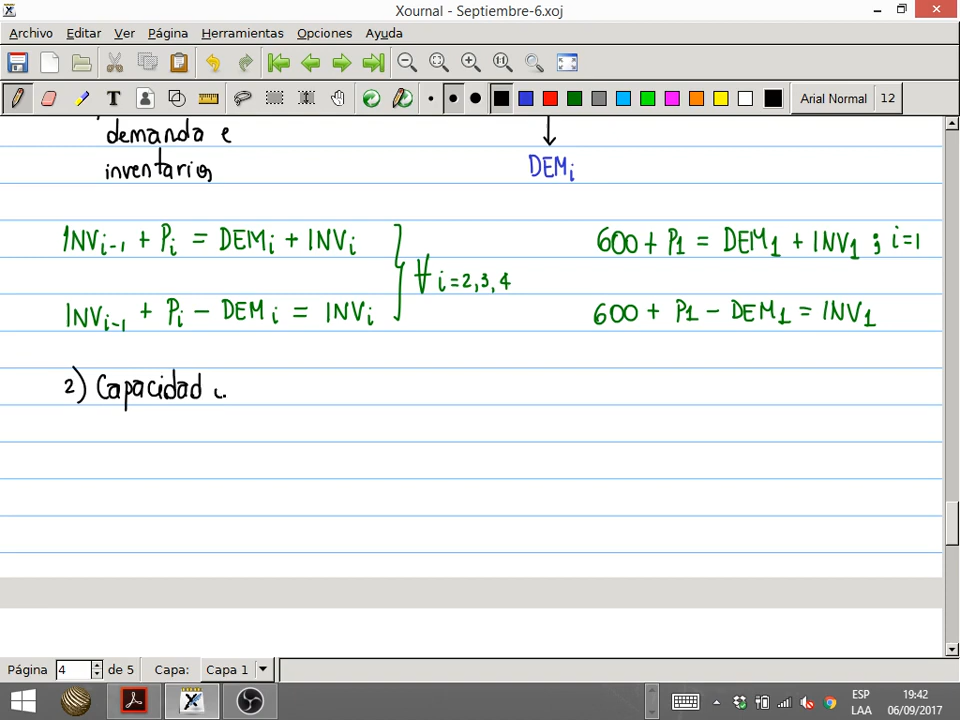 Xournal - Septiembre-6.xoj
Archivo Editar Ver Página Herramientas Opciones Ayuda
Arial Normal 12
demanda e
inventarios
DEMi
INVi-1 + Pi = DEMi + INVi
600 + P1 = DEM1 + INV1 ; i=1
∀ i=2,3,4
INVi-1 + Pi - DEMi = INVi
600 + P1 - DEM1 = INV1
2) Capacidad
Página 4 de 5 Capa: Capa 1
ESP 19:42
LAA 06/09/2017